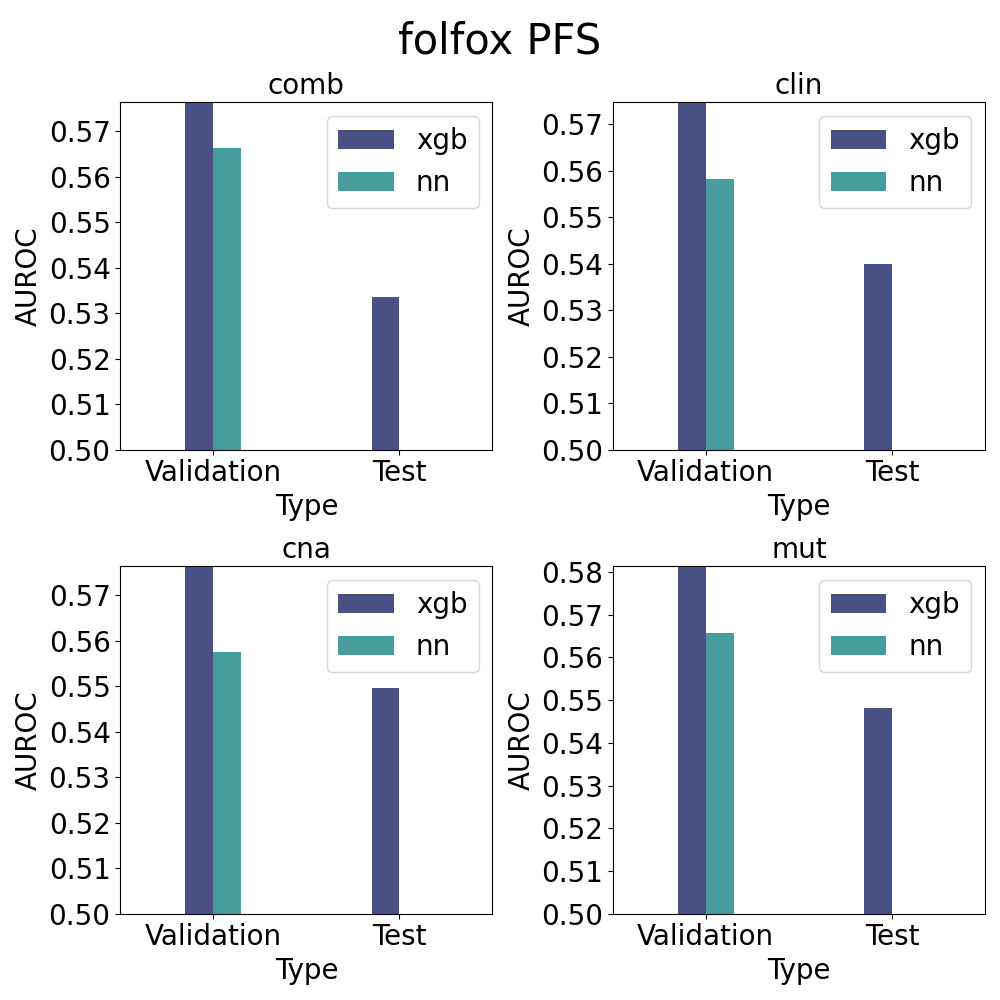 folfox PFS
comb
AUROC
0.57
0.56
0.55
0.54
0.53
0.52
0.51
0.50
xgb
nn
Validation
Test
Type
clin
AUROC
0.57
0.56
0.55
0.54
0.53
0.52
0.51
0.50
xgb
nn
Validation
Test
Type
cna
AUROC
0.57
0.56
0.55
0.54
0.53
0.52
0.51
0.50
xgb
nn
Validation
Test
Type
mut
AUROC
0.58
0.57
0.56
0.55
0.54
0.53
0.52
0.51
0.50
xgb
nn
Validation
Test
Type